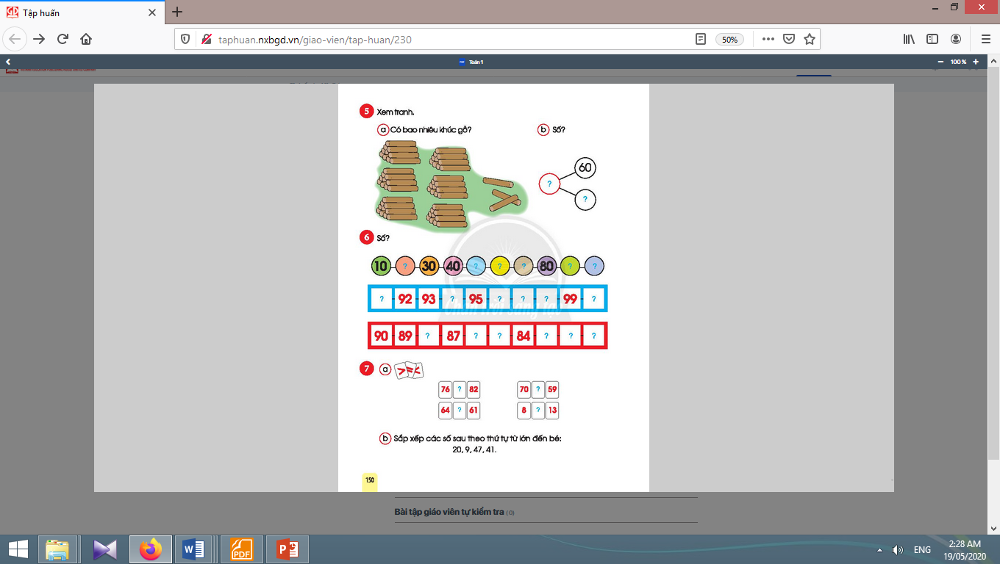 Tập huấn
taphuan.nxbgd.vn/giao-vien/tap-huan/230
50%
Toán 1
100 %
5 Xem tranh.
a Có bao nhiêu khúc gỗ?
b Số?
60
?
?
6 Số?
10 ? 30 40 ? ? ? 80 ? ?
? 92 93 ? 95 ? ? ? 99 ?
90 89 ? 87 ? ? 84 ? ? ?
Chân trời sáng tạo
7 a > = <
76 ? 82 70 ? 59
64 ? 61 8 ? 13
b Sắp xếp các số sau theo thứ tự từ lớn đến bé:
20, 9, 47, 41.
150
Bài tập giáo viên tự kiểm tra (0)
ENG
2:28 AM
19/05/2020